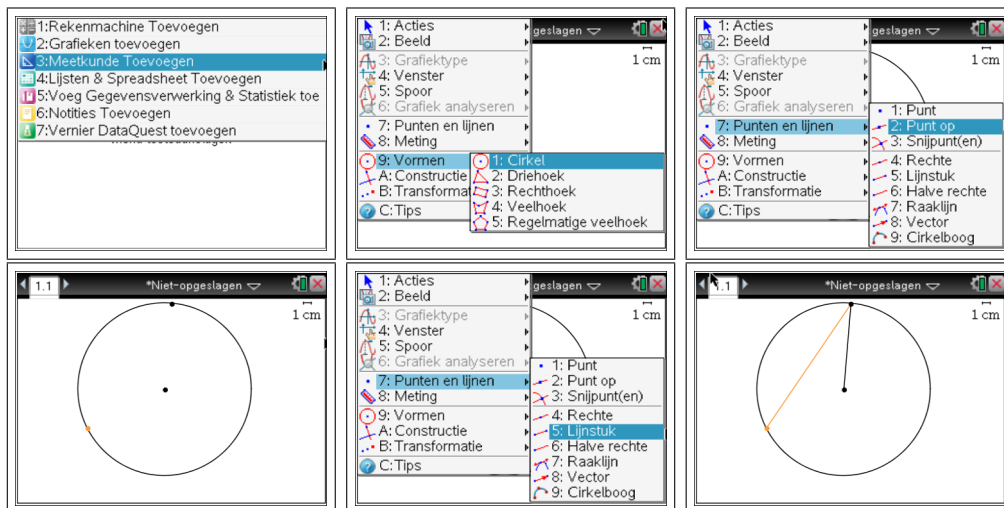 1:Rekenmachine Toevoegen
2:Grafieken toevoegen
3:Meetkunde Toevoegen
4:Lijsten & Spreadsheet Toevoegen
5:Voeg Gegevensverwerking & Statistiek toe
6:Notities Toevoegen
7:Vernier DataQuest toevoegen
1: Acties
2: Beeld
3: Grafiektype
4: Venster
5: Spoor
6: Grafiek analyseren
7: Punten en lijnen
8: Meting
9: Vormen
A: Constructie
B: Transformat
C: Tips
geslagen
1 cm
1: Cirkel
2: Driehoek
3: Rechthoek
4: Veelhoek
5: Regelmatige veelhoek
1: Acties
2: Beeld
3: Grafiektype
4: Venster
5: Spoor
6: Grafiek analyseren
7: Punten en lijnen
8: Meting
9: Vormen
A: Constructie
B: Transformatie
C: Tips
geslagen
1 cm
1: Punt
2: Punt op
3: Snijpunt(en)
4: Rechte
5: Lijnstuk
6: Halve rechte
7: Raaklijn
8: Vector
9: Cirkelboog
1.1
*Niet-opgeslagen
1 cm
1: Acties
2: Beeld
3: Grafiektype
4: Venster
5: Spoor
6: Grafiek analyseren
7: Punten en lijnen
8: Meting
9: Vormen
A: Constructie
B: Transformatie
C: Tips
geslagen
1 cm
1: Punt
2: Punt op
3: Snijpunt(en)
4: Rechte
5: Lijnstuk
6: Halve rechte
7: Raaklijn
8: Vector
9: Cirkelboog
.1
*Niet-opgeslagen
1 cm